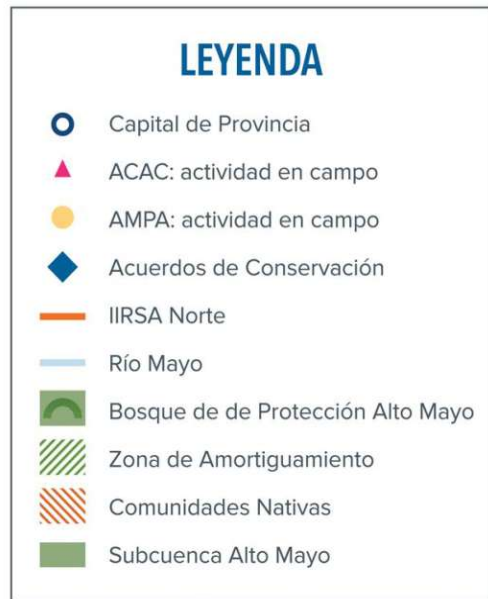 LEYENDA
Capital de Provincia
ACAC: actividad en campo
AMPA: actividad en campo
Acuerdos de Conservación
IIRSA Norte
Río Mayo
Bosque de de Protección Alto Mayo
Zona de Amortiguamiento
Comunidades Nativas
Subcuenca Alto Mayo